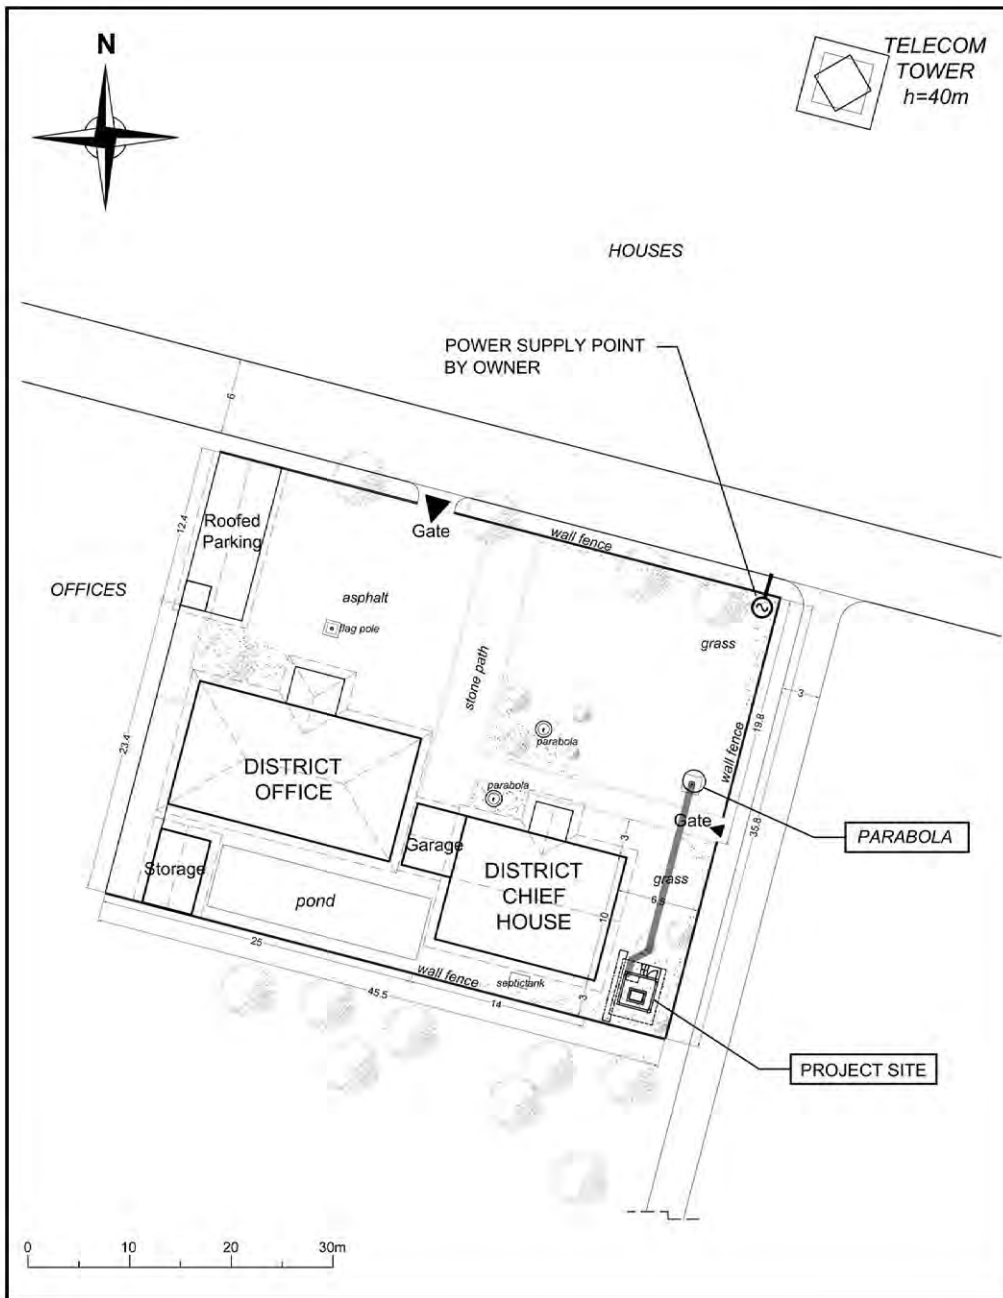 N
TELECOM
TOWER
h=40m
HOUSES
POWER SUPPLY POINT
BY OWNER
6
12.4
Roofed
Parking
Gate
wall fence
OFFICES
asphalt
flag pole
stone path
grass
3
19.8
wall fence
23.4
parabola
DISTRICT
OFFICE
parabola
Gate
35.8
PARABOLA
3
Garage
Storage
DISTRICT
CHIEF
HOUSE
grass
6.5
pond
10
25
wall fence
septictank
45.5
14
3
PROJECT SITE
0
10
20
30m